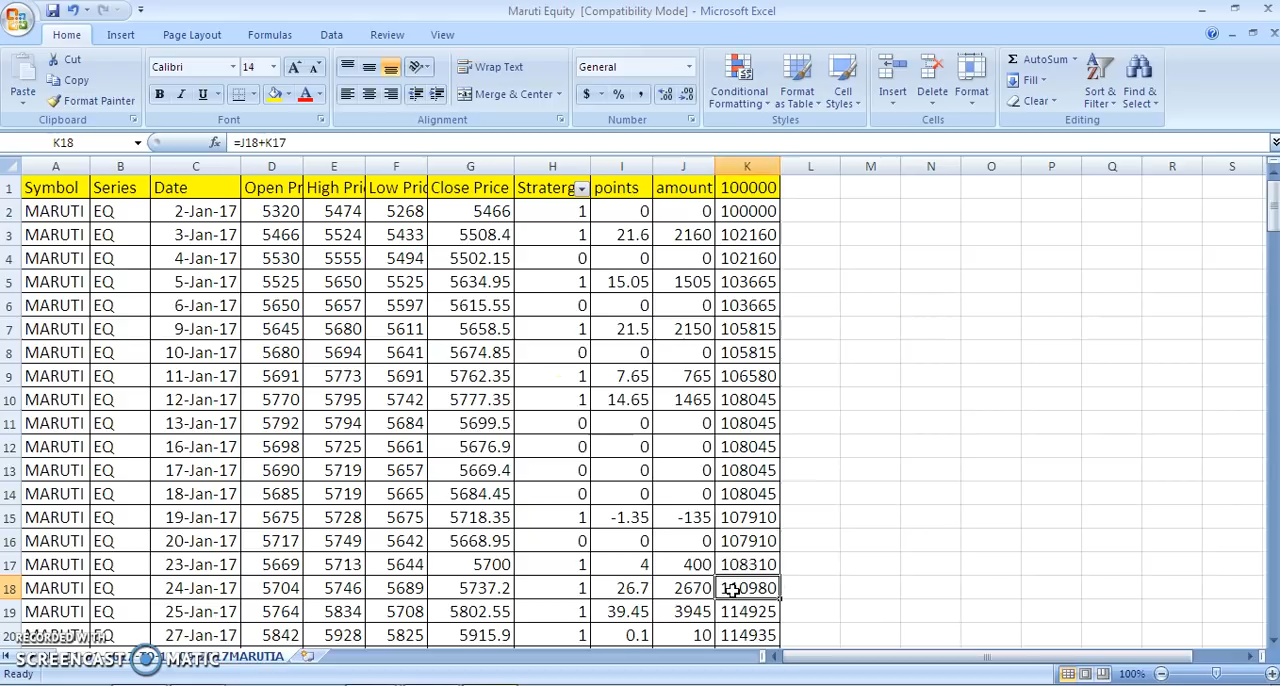 Maruti Equity [Compatibility Mode] - Microsoft Excel
Home Insert Page Layout Formulas Data Review View
Paste Cut Copy Format Painter Clipboard
Calibri 14 A A B I U A Font
Wrap Text Merge & Center Alignment
General $ % , .0 .00 .00 .0 Number
Conditional Formatting Format as Table Cell Styles Styles
Insert Delete Format Cells
Σ AutoSum Fill Clear Sort & Filter Find & Select Editing
K18 fx =J18+K17
A B C D E F G H I J K L M N O P Q R S
1 Symbol Series Date Open Pr High Pri Low Pric Close Price Straterg points amount 100000
2 MARUTI EQ 2-Jan-17 5320 5474 5268 5466 1 0 0 100000
3 MARUTI EQ 3-Jan-17 5466 5524 5433 5508.4 1 21.6 2160 102160
4 MARUTI EQ 4-Jan-17 5530 5555 5494 5502.15 0 0 0 102160
5 MARUTI EQ 5-Jan-17 5525 5650 5525 5634.95 1 15.05 1505 103665
6 MARUTI EQ 6-Jan-17 5650 5657 5597 5615.55 0 0 0 103665
7 MARUTI EQ 9-Jan-17 5645 5680 5611 5658.5 1 21.5 2150 105815
8 MARUTI EQ 10-Jan-17 5680 5694 5641 5674.85 0 0 0 105815
9 MARUTI EQ 11-Jan-17 5691 5773 5691 5762.35 1 7.65 765 106580
10 MARUTI EQ 12-Jan-17 5770 5795 5742 5777.35 1 14.65 1465 108045
11 MARUTI EQ 13-Jan-17 5792 5794 5684 5699.5 0 0 0 108045
12 MARUTI EQ 16-Jan-17 5698 5725 5661 5676.9 0 0 0 108045
13 MARUTI EQ 17-Jan-17 5690 5719 5657 5669.4 0 0 0 108045
14 MARUTI EQ 18-Jan-17 5685 5719 5665 5684.45 0 0 0 108045
15 MARUTI EQ 19-Jan-17 5675 5728 5675 5718.35 1 -1.35 -135 107910
16 MARUTI EQ 20-Jan-17 5717 5749 5642 5668.95 0 0 0 107910
17 MARUTI EQ 23-Jan-17 5669 5713 5644 5700 1 4 400 108310
18 MARUTI EQ 24-Jan-17 5704 5746 5689 5737.2 1 26.7 2670 110980
19 MARUTI EQ 25-Jan-17 5764 5834 5708 5802.55 1 39.45 3945 114925
20 EQ 27-Jan-17 5842 5928 5825 5915.9 1 0.1 10 114935
RECORDED WITH
SCREENCAST MATIC
Ready 100%